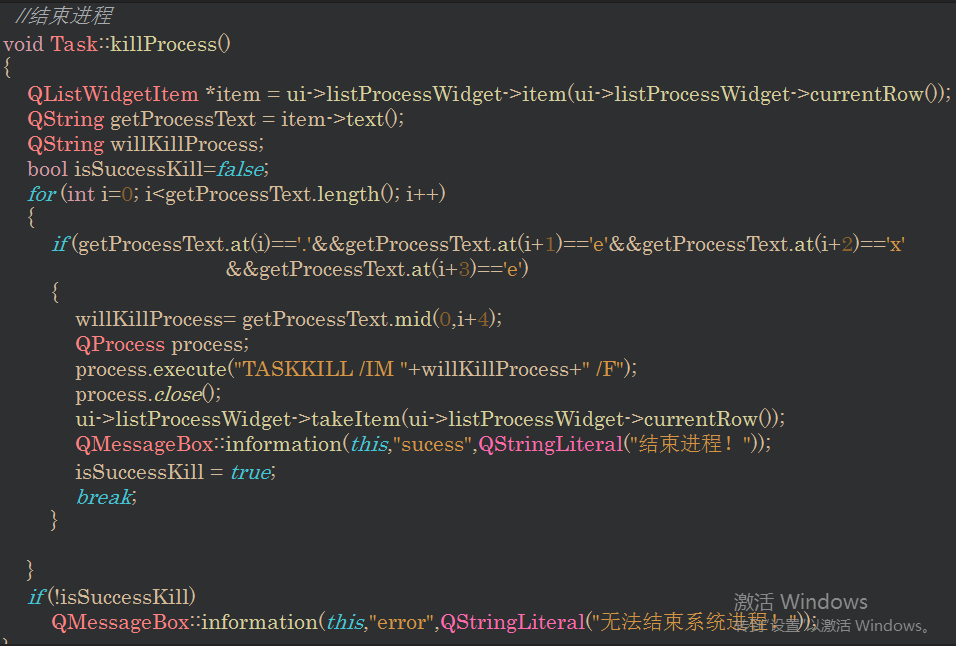 //结束进程
void Task::killProcess()
{
QListWidgetItem *item = ui->listProcessWidget->item(ui->listProcessWidget->currentRow());
QString getProcessText = item->text();
QString willKillProcess;
bool isSuccessKill=false;
for (int i=0; i<getProcessText.length(); i++)
{
if (getProcessText.at(i)=='.'&&getProcessText.at(i+1)=='e'&&getProcessText.at(i+2)=='x'
&&getProcessText.at(i+3)=='e')
{
willKillProcess= getProcessText.mid(0,i+4);
QProcess process;
process.execute("TASKKILL /IM "+willKillProcess+" /F");
process.close();
ui->listProcessWidget->takeItem(ui->listProcessWidget->currentRow());
QMessageBox::information(this,"sucess",QStringLiteral("结束进程！"));
isSuccessKill = true;
break;
}
}
if (!isSuccessKill)
激活 Windows
QMessageBox::information(this,"error",QStringLiteral("无法结束系统进程！"));
转到"设置"以激活 Windows。